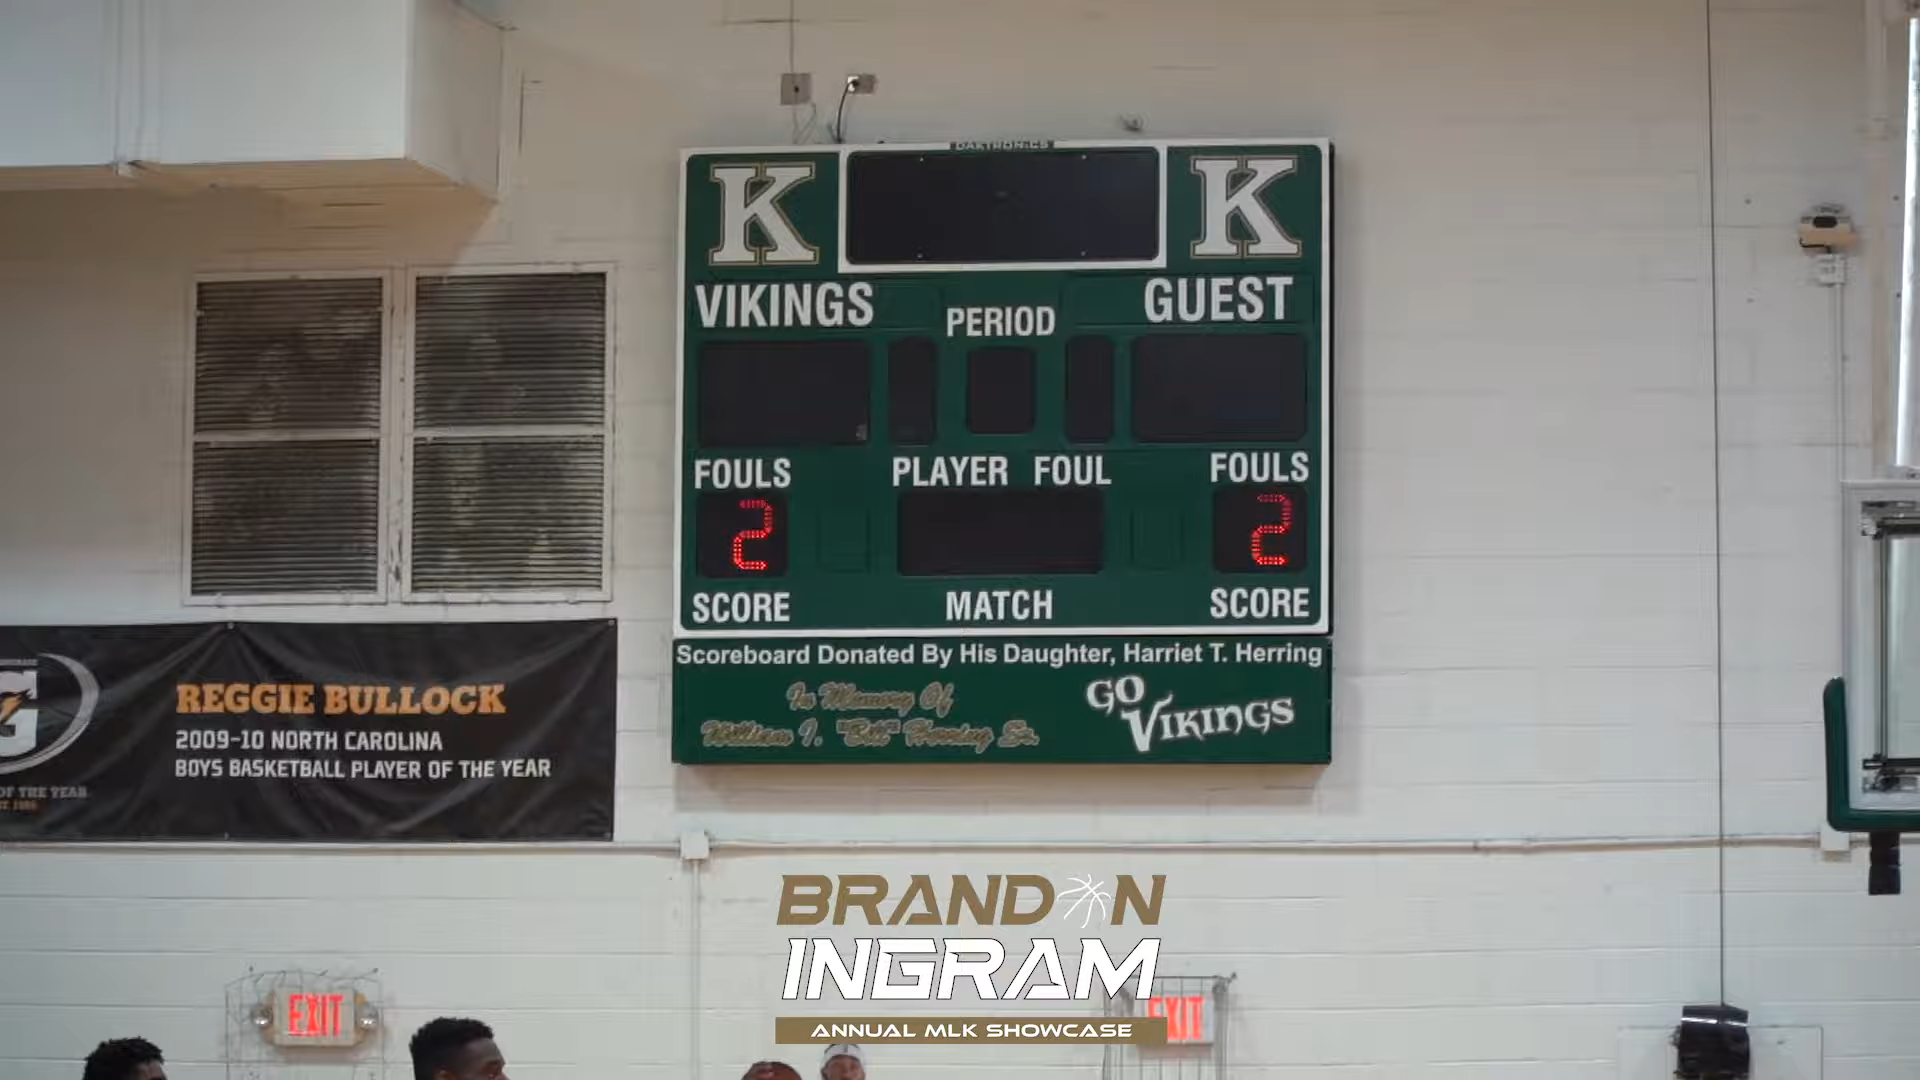 DAKTRONICS
K
K
VIKINGS
GUEST
PERIOD
FOULS
PLAYER FOUL
FOULS
2
2
SCORE
MATCH
SCORE
Scoreboard Donated By His Daughter, Harriet T. Herring
In Memory Of
William I. "Bill" Herring Sr.
GO
VIKINGS
G
REGGIE BULLOCK
2009-10 NORTH CAROLINA
BOYS BASKETBALL PLAYER OF THE YEAR
OF THE YEAR
BRANDON
INGRAM
ANNUAL MLK SHOWCASE
EXIT
EXIT